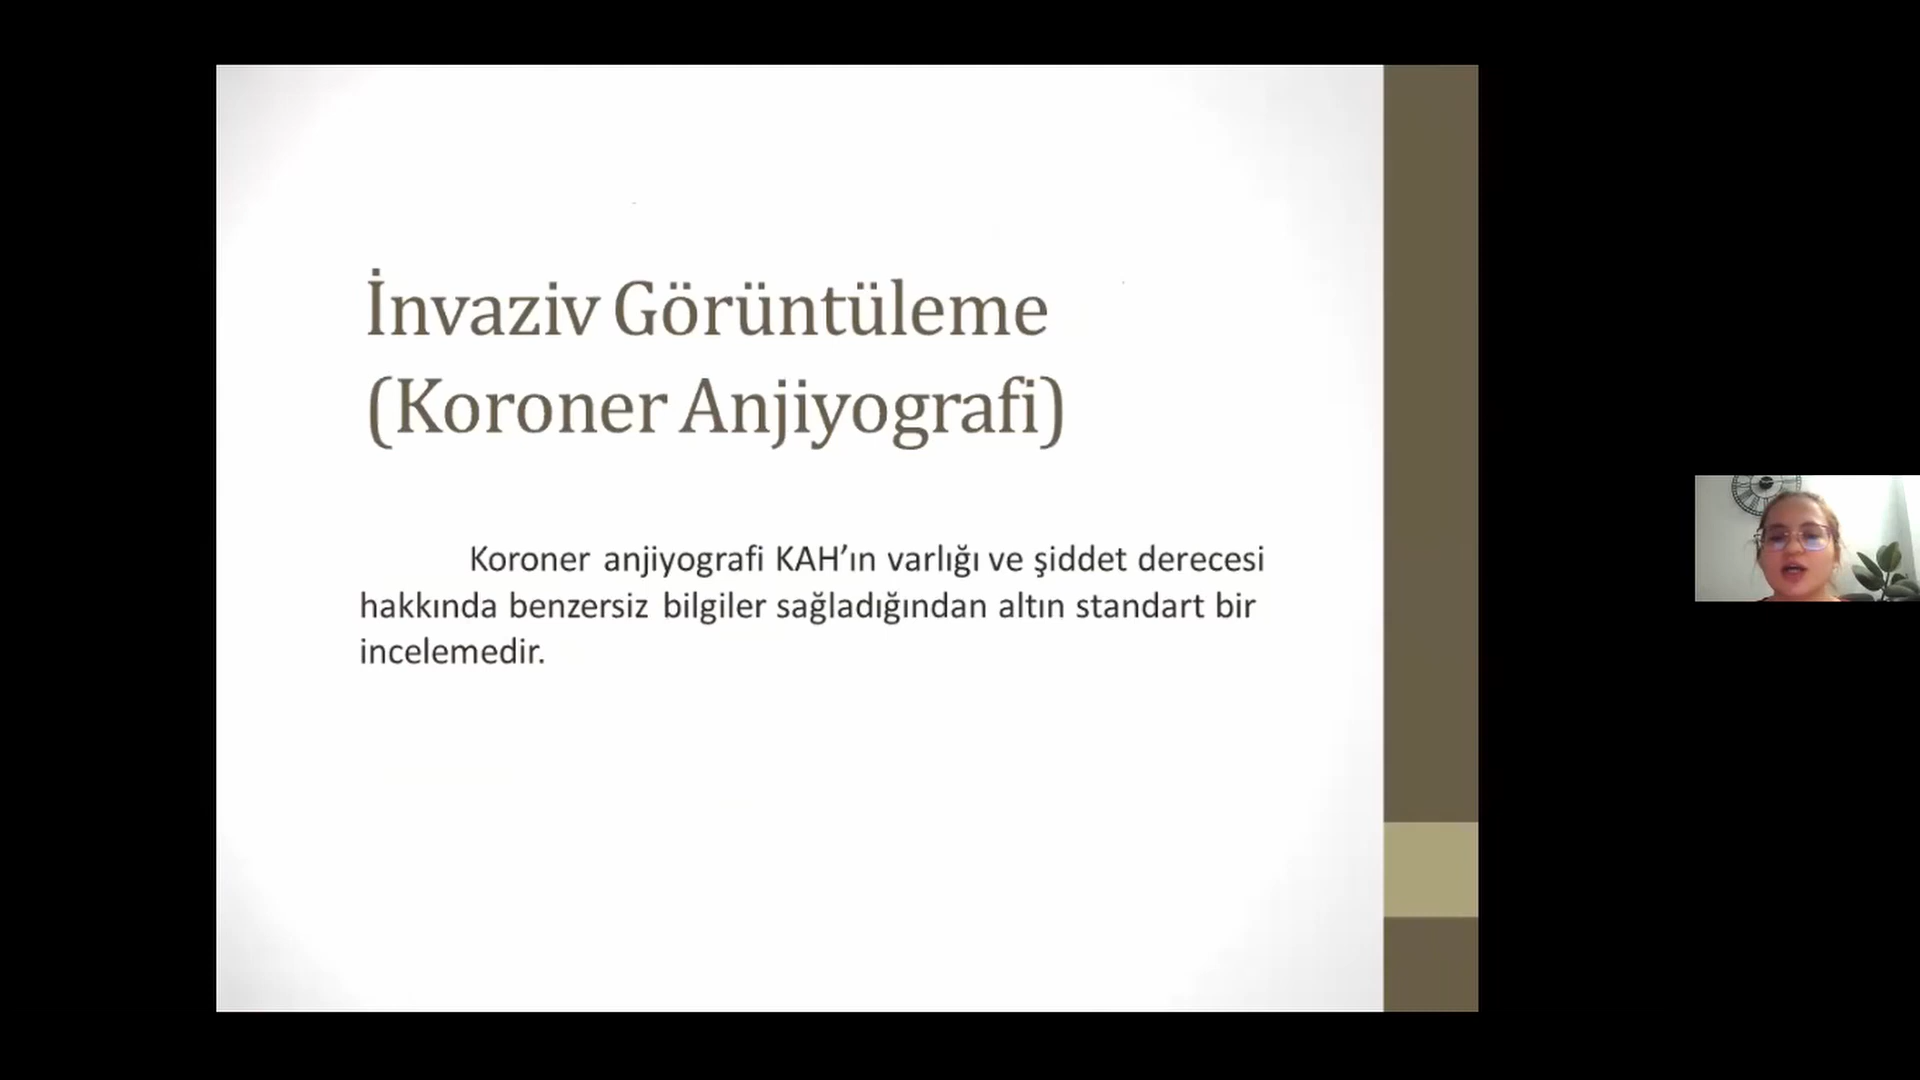 İnvaziv Görüntüleme
(Koroner Anjiyografi)
Koroner anjiyografi KAH’ın varlığı ve şiddet derecesi
hakkında benzersiz bilgiler sağladığından altın standart bir
incelemedir.